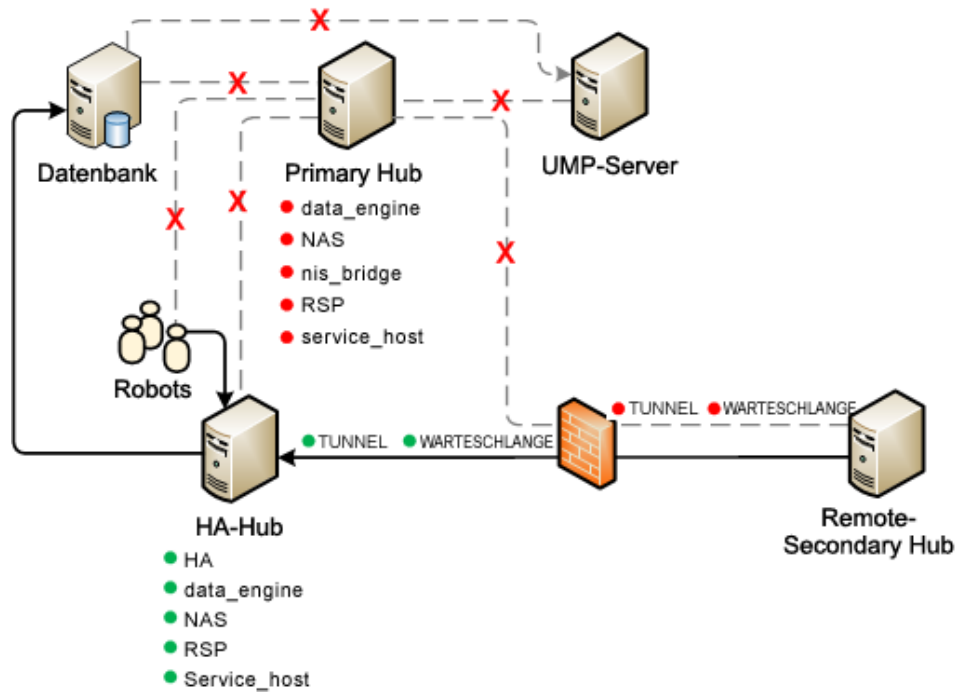 X
X
X
X
X
X
Datenbank
Primary Hub
UMP-Server
data_engine
NAS
nis_bridge
RSP
service_host
Robots
TUNNEL WARTESCHLANGE
TUNNEL WARTESCHLANGE
HA-Hub
Remote-
Secondary Hub
HA
data_engine
NAS
RSP
Service_host